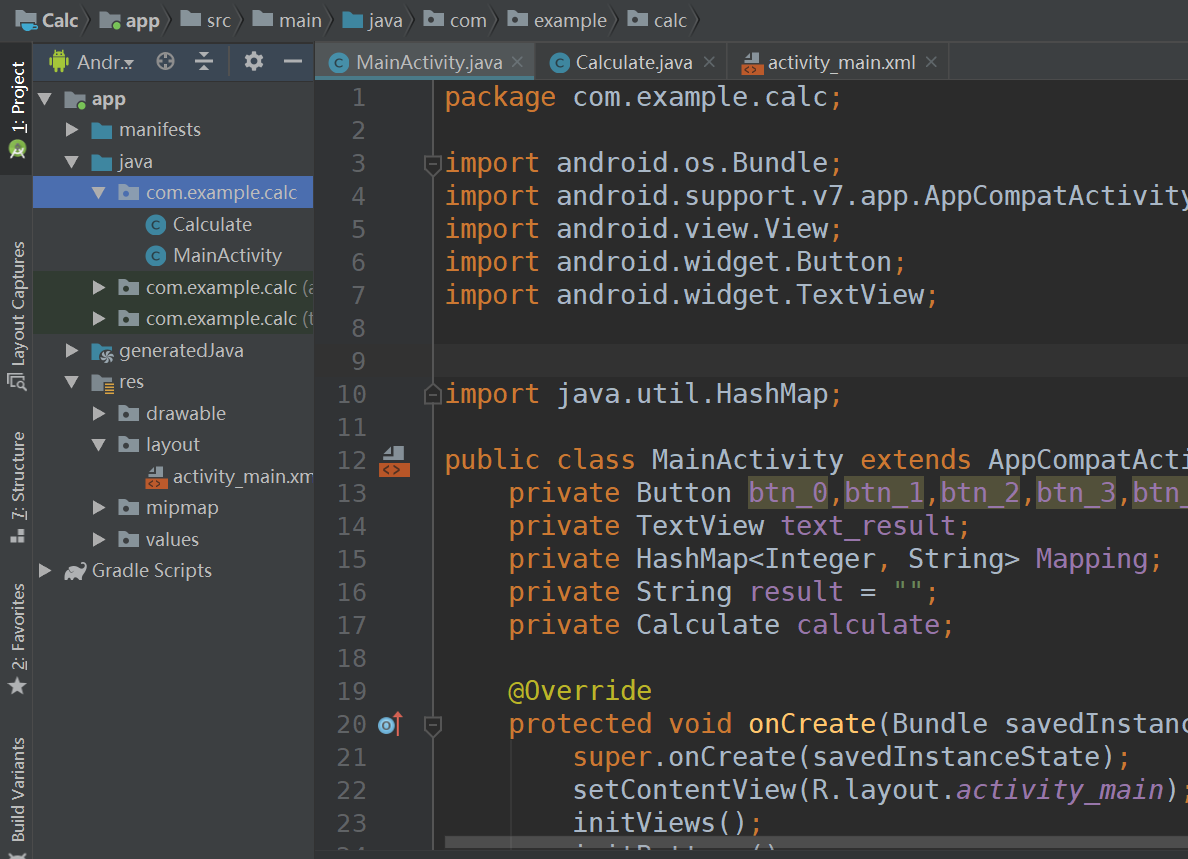 Calc app src main java com example calc
Andr... MainActivity.java Calculate.java activity_main.xml
1: Project
Layout Captures
7: Structure
2: Favorites
Build Variants
app
manifests
java
com.example.calc
Calculate
MainActivity
com.example.calc (a
com.example.calc (t
generatedJava
res
drawable
layout
activity_main.xm
mipmap
values
Gradle Scripts
1 package com.example.calc;
2
3 import android.os.Bundle;
4 import android.support.v7.app.AppCompatActivity
5 import android.view.View;
6 import android.widget.Button;
7 import android.widget.TextView;
8
9
10 import java.util.HashMap;
11
12 public class MainActivity extends AppCompatActi
13 private Button btn_0,btn_1,btn_2,btn_3,btn_
14 private TextView text_result;
15 private HashMap<Integer, String> Mapping;
16 private String result = "";
17 private Calculate calculate;
18
19 @Override
20 protected void onCreate(Bundle savedInstanc
21 super.onCreate(savedInstanceState);
22 setContentView(R.layout.activity_main);
23 initViews();